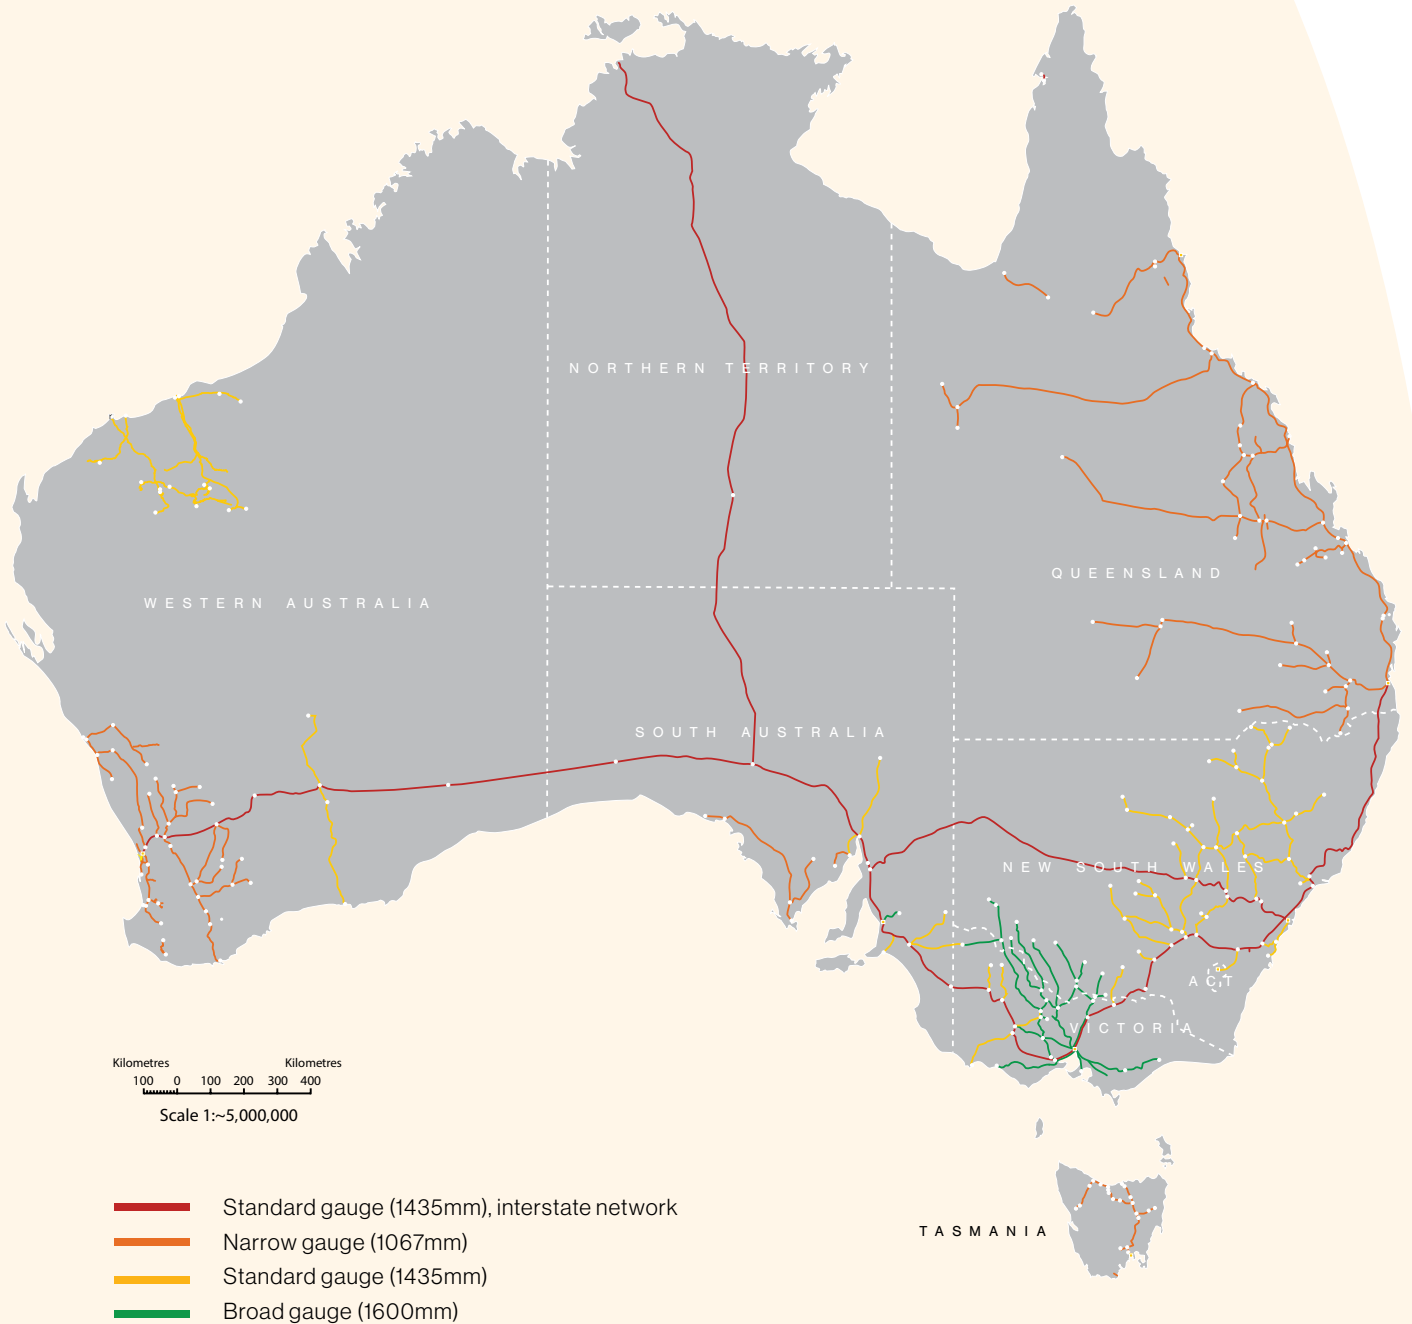 NORTHERN TERRITORY
QUEENSLAND
WESTERN AUSTRALIA
SOUTH AUSTRALIA
NEW SOUTH WALES
ACT
VICTORIA
Kilometres Kilometres
100 0 100 200 300 400
Scale 1:~5,000,000
TASMANIA
Standard gauge (1435mm), interstate network
Narrow gauge (1067mm)
Standard gauge (1435mm)
Broad gauge (1600mm)